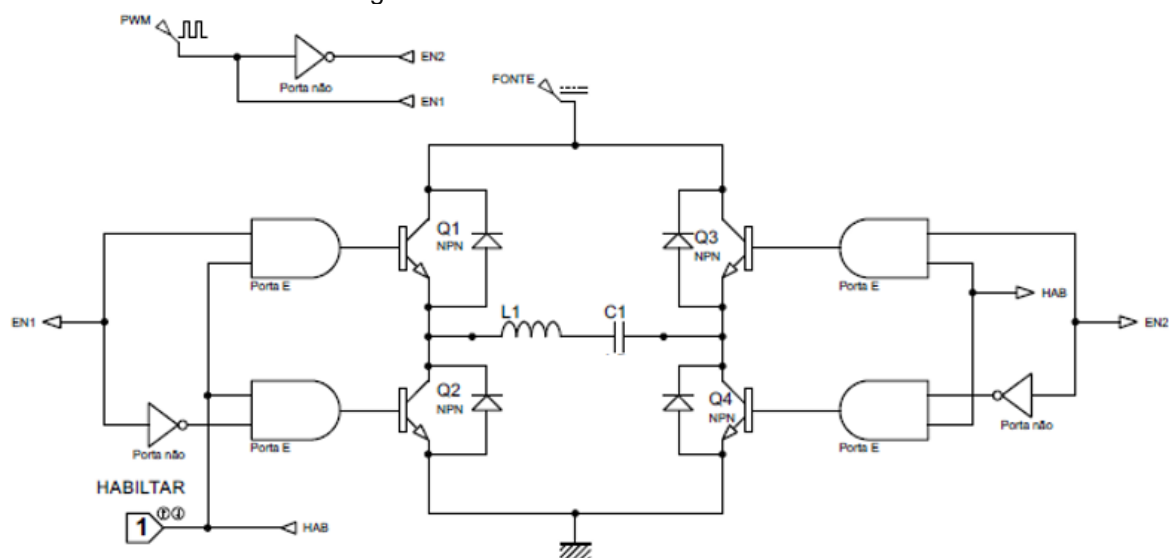 PWM
EN2
Porta não
EN1
FONTE
Porta E
Q1
NPN
Q3
NPN
Porta E
HAB
EN1
L1
C1
EN2
Q2
NPN
Q4
NPN
Porta não
Porta E
Porta E
Porta não
HABILTAR
1
HAB